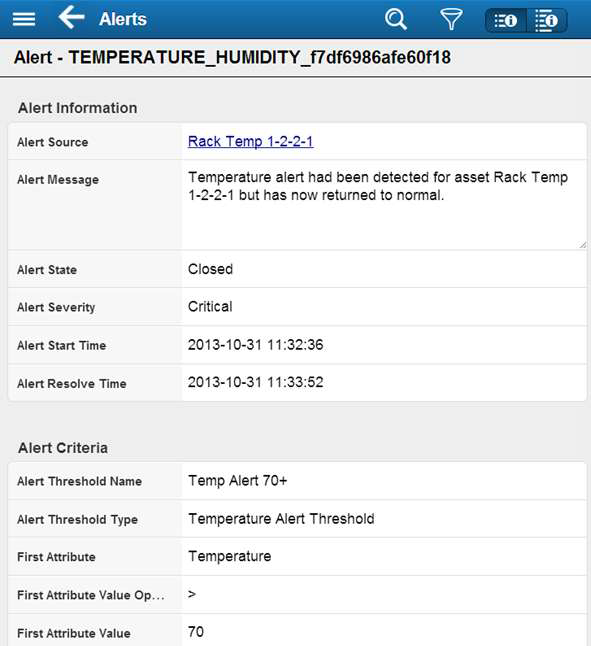 Alerts
Alert - TEMPERATURE_HUMIDITY_f7df6986afe60f18
Alert Information
Alert Source Rack Temp 1-2-2-1
Alert Message Temperature alert had been detected for asset Rack Temp
1-2-2-1 but has now returned to normal.
Alert State Closed
Alert Severity Critical
Alert Start Time 2013-10-31 11:32:36
Alert Resolve Time 2013-10-31 11:33:52
Alert Criteria
Alert Threshold Name Temp Alert 70+
Alert Threshold Type Temperature Alert Threshold
First Attribute Temperature
First Attribute Value Op... >
First Attribute Value 70